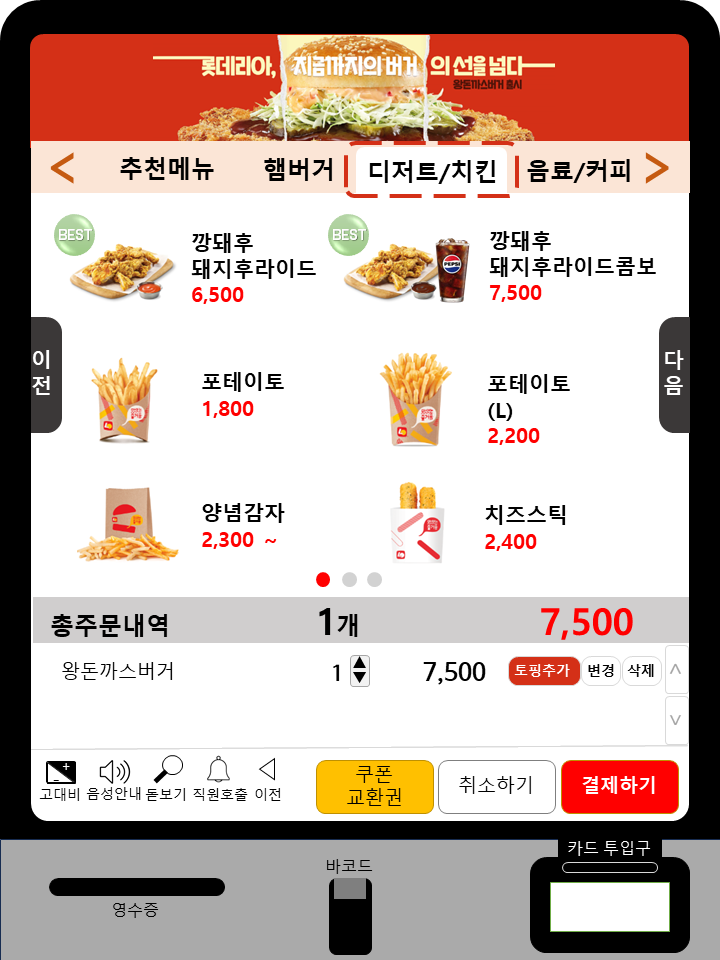 롯데리아, 지금까지의 버거의 선을 넘다
왕돈까스버거 출시
< 추천메뉴 햄버거 디저트/치킨 음료/커피 >
BEST
깡돼후
돼지후라이드
6,500
BEST
깡돼후
돼지후라이드콤보
7,500
PEPSI
이전
다음
포테이토
1,800
포테이토
(L)
2,200
양념감자
2,300 ~
치즈스틱
2,400
총주문내역 1개 7,500
왕돈까스버거 1 7,500 토핑추가 변경 삭제
고대비 음성안내 돋보기 직원호출 이전
쿠폰
교환권
취소하기
결제하기
영수증
바코드
카드 투입구